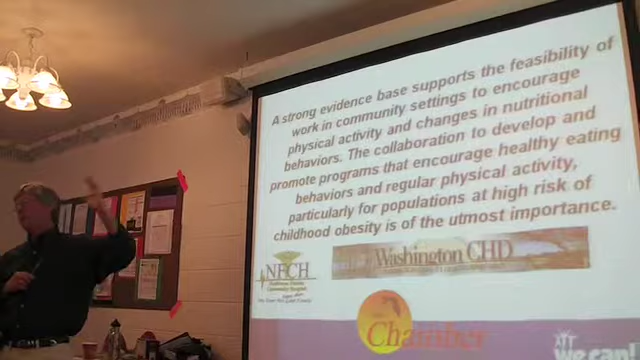 A strong evidence base supports the feasibility of
work in community settings to encourage
physical activity and changes in nutritional
behaviors. The collaboration to develop and
promote programs that encourage healthy eating
behaviors and regular physical activity,
particularly for populations at high risk of
childhood obesity is of the utmost importance.
NFCH
Washington CHD
Chamber
we can!